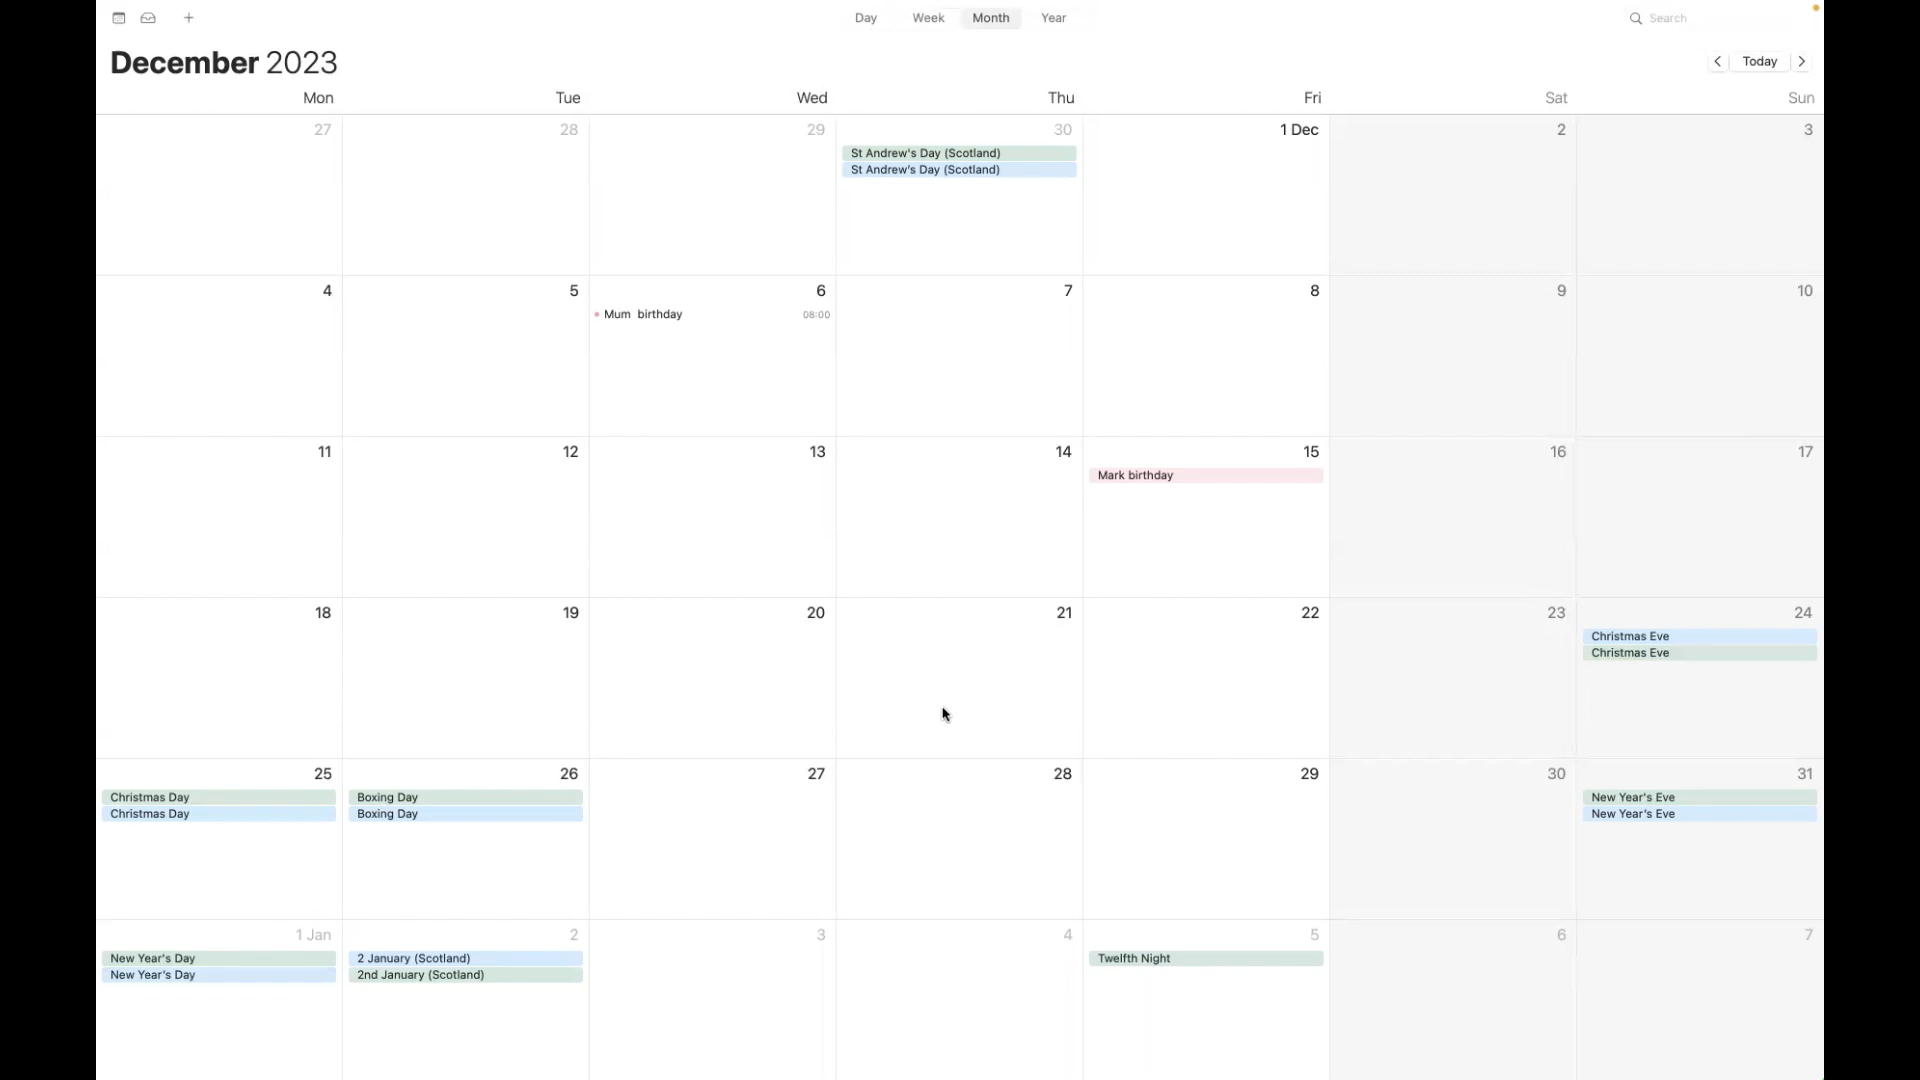 Day Week Month Year Search
December 2023 Today
Mon Tue Wed Thu Fri Sat Sun
27 28 29 30 1 Dec 2 3
St Andrew's Day (Scotland)
St Andrew's Day (Scotland)
4 5 6 7 8 9 10
Mum birthday 08:00
11 12 13 14 15 16 17
Mark birthday
18 19 20 21 22 23 24
Christmas Eve
Christmas Eve
25 26 27 28 29 30 31
Christmas Day Boxing Day New Year's Eve
Christmas Day Boxing Day New Year's Eve
1 Jan 2 3 4 5 6 7
New Year's Day 2 January (Scotland) Twelfth Night
New Year's Day 2nd January (Scotland)